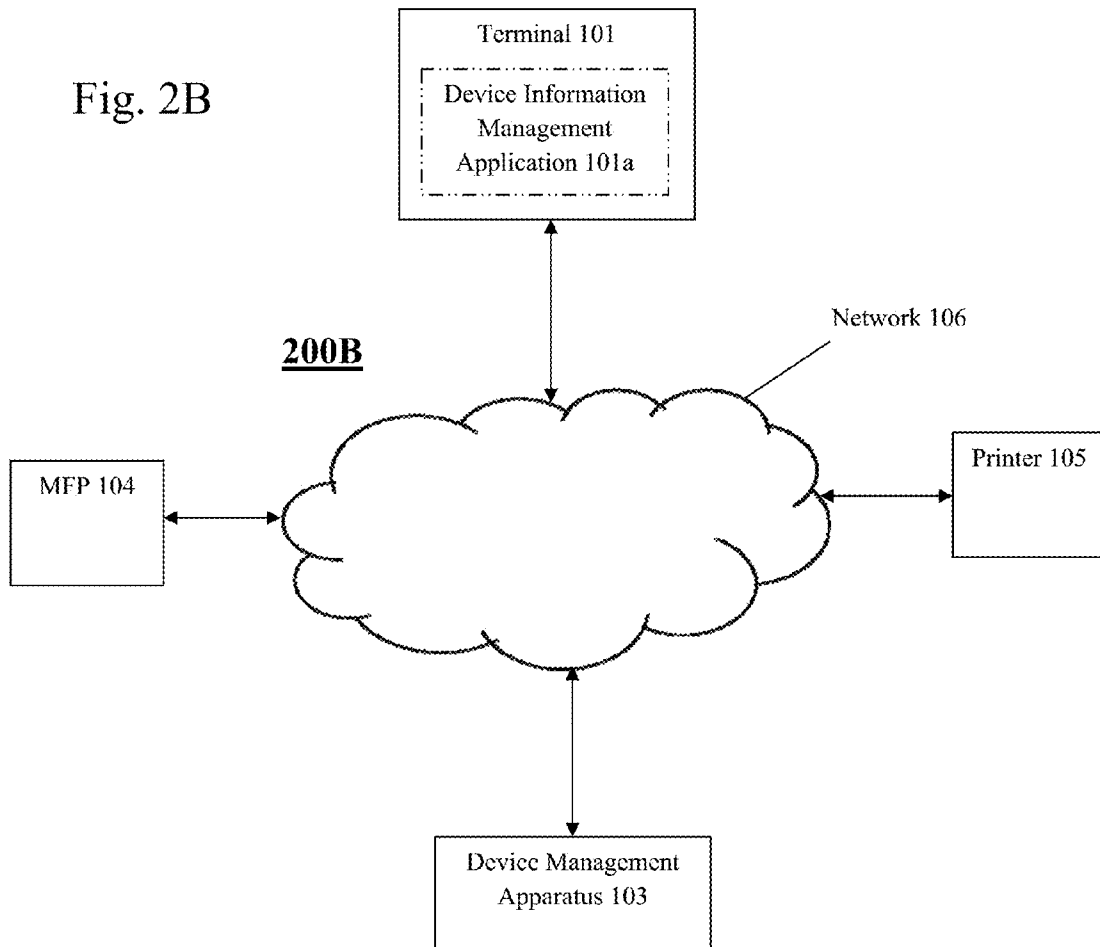 Terminal 101
Fig. 2B
Device Information
Management
Application 101a
Network 106
200B
MFP 104
Printer 105
Device Management
Apparatus 103